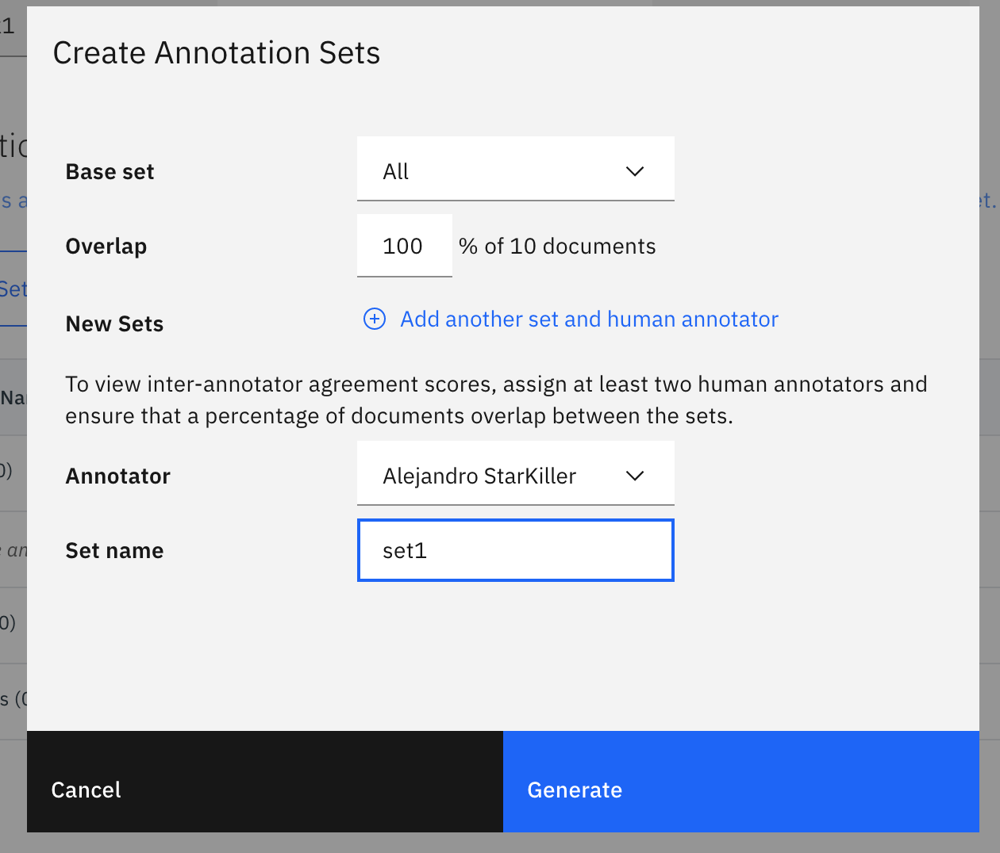 Create Annotation Sets
Base set
All
Overlap
100 % of 10 documents
New Sets
Add another set and human annotator
To view inter-annotator agreement scores, assign at least two human annotators and
ensure that a percentage of documents overlap between the sets.
Annotator
Alejandro StarKiller
Set name
set1
Cancel
Generate